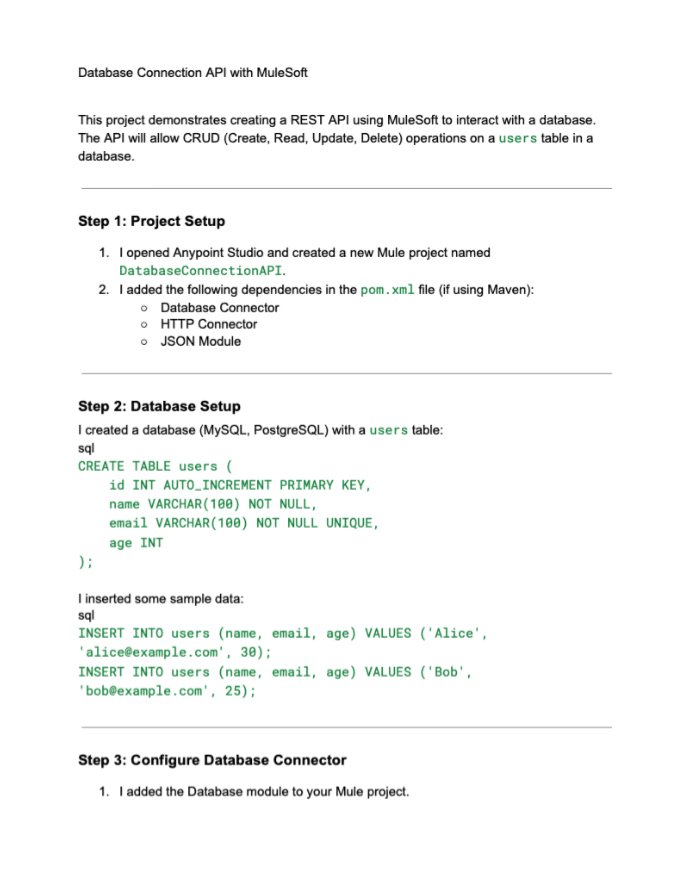 Database Connection API with MuleSoft
This project demonstrates creating a REST API using MuleSoft to interact with a database.
The API will allow CRUD (Create, Read, Update, Delete) operations on a users table in a
database.
Step 1: Project Setup
1. I opened Anypoint Studio and created a new Mule project named
DatabaseConnectionAPI.
2. I added the following dependencies in the pom.xml file (if using Maven):
○ Database Connector
○ HTTP Connector
○ JSON Module
Step 2: Database Setup
I created a database (MySQL, PostgreSQL) with a users table:
sql
CREATE TABLE users (
    id INT AUTO_INCREMENT PRIMARY KEY,
    name VARCHAR(100) NOT NULL,
    email VARCHAR(100) NOT NULL UNIQUE,
    age INT
);
I inserted some sample data:
sql
INSERT INTO users (name, email, age) VALUES ('Alice',
'alice@example.com', 30);
INSERT INTO users (name, email, age) VALUES ('Bob',
'bob@example.com', 25);
Step 3: Configure Database Connector
1. I added the Database module to your Mule project.